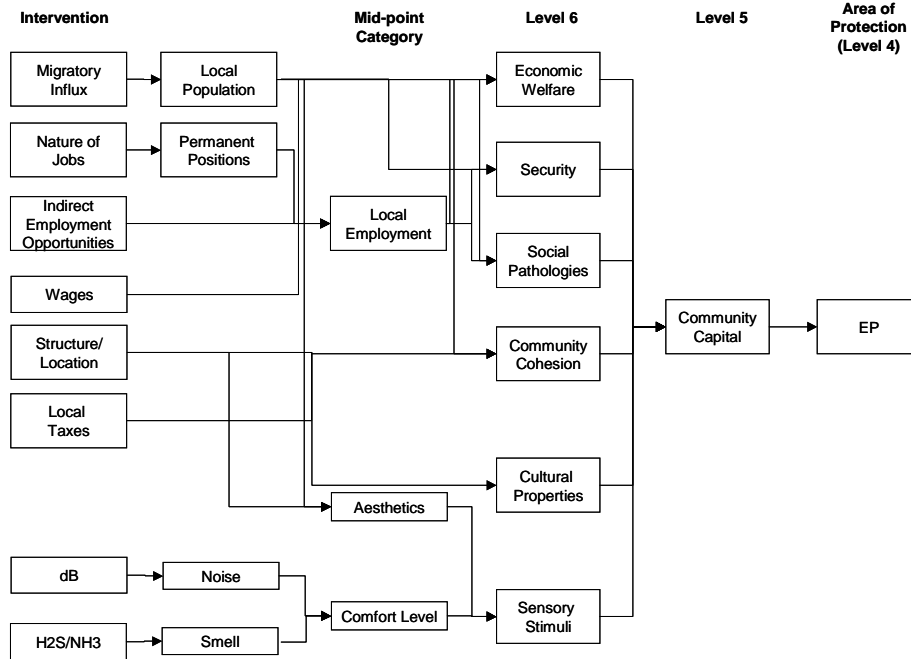 Intervention
Mid-point
Category
Level 6
Level 5
Area of
Protection
(Level 4)
Migratory
Influx
Local
Population
Economic
Welfare
Nature of
Jobs
Permanent
Positions
Security
Indirect
Employment
Opportunities
Local
Employment
Social
Pathologies
Wages
Structure/
Location
Community
Cohesion
Community
Capital
EP
Local
Taxes
Cultural
Properties
Aesthetics
dB
Noise
Comfort Level
Sensory
Stimuli
H2S/NH3
Smell